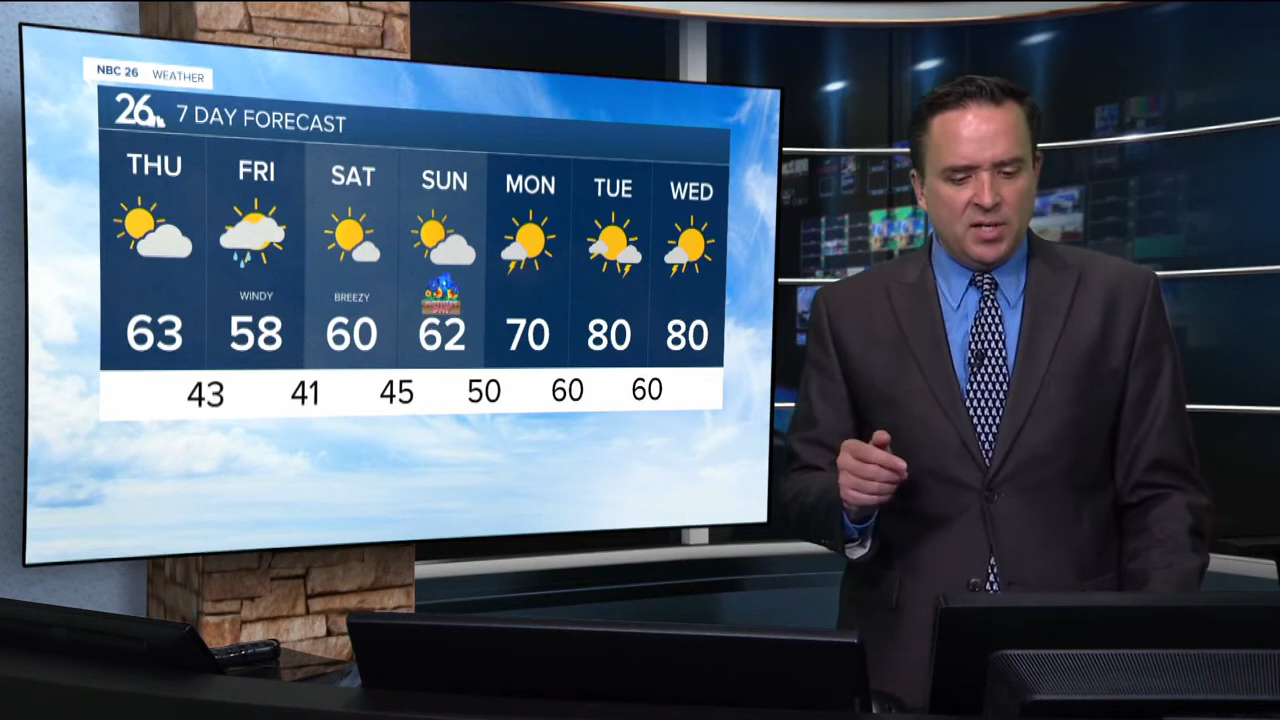 NBC 26 WEATHER
26 7 DAY FORECAST
THU FRI SAT SUN MON TUE WED
WINDY BREEZY
63 58 60 62 70 80 80
43 41 45 50 60 60